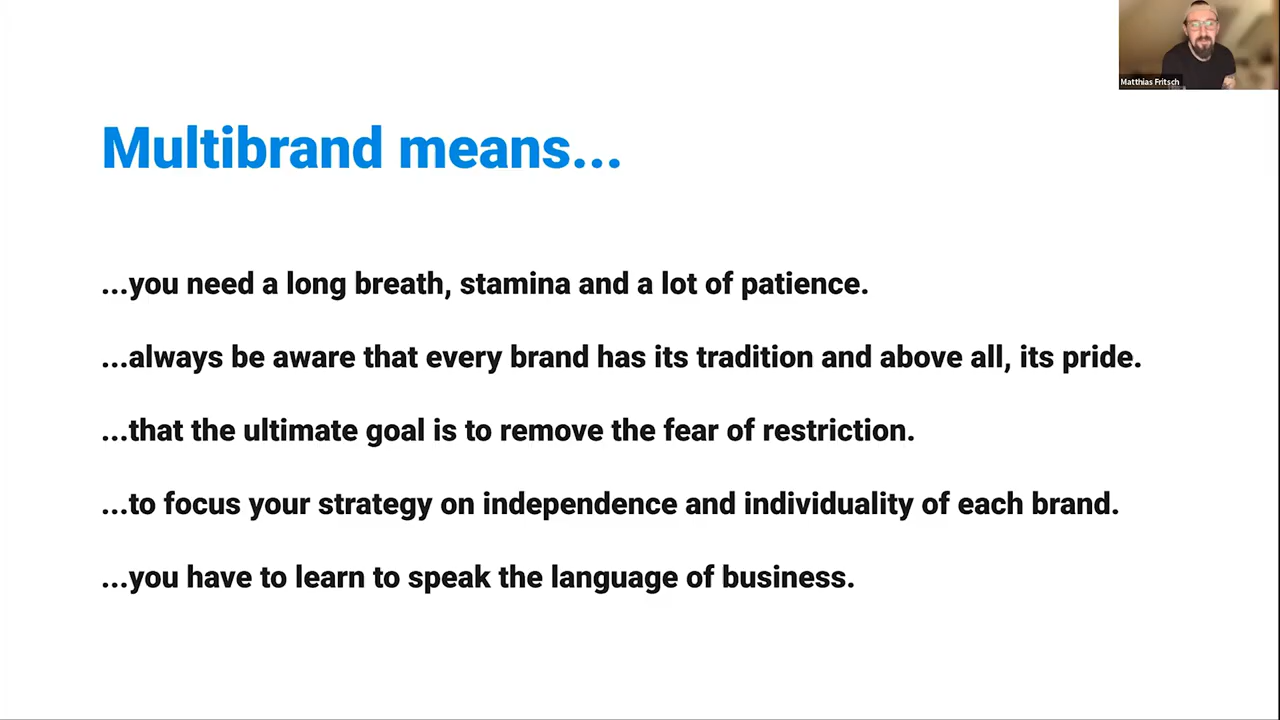 Matthias Fritsch
Multibrand means...
...you need a long breath, stamina and a lot of patience.
...always be aware that every brand has its tradition and above all, its pride.
...that the ultimate goal is to remove the fear of restriction.
...to focus your strategy on independence and individuality of each brand.
...you have to learn to speak the language of business.